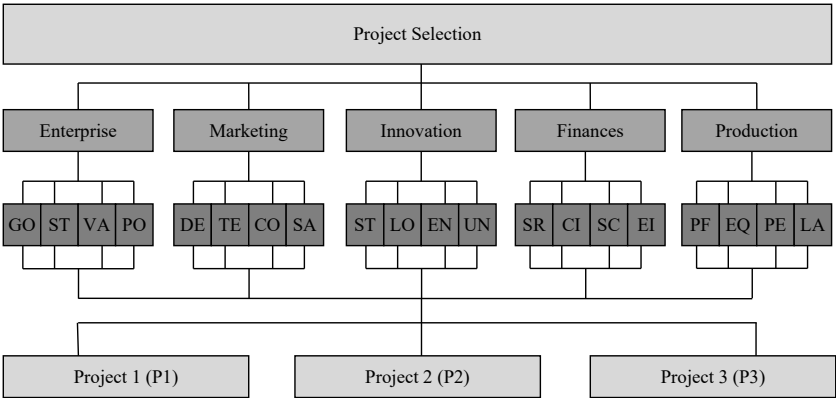 Project Selection
Enterprise Marketing Innovation Finances Production
GO ST VA PO DE TE CO SA ST LO EN UN SR CI SC EI PF EQ PE LA
Project 1 (P1) Project 2 (P2) Project 3 (P3)